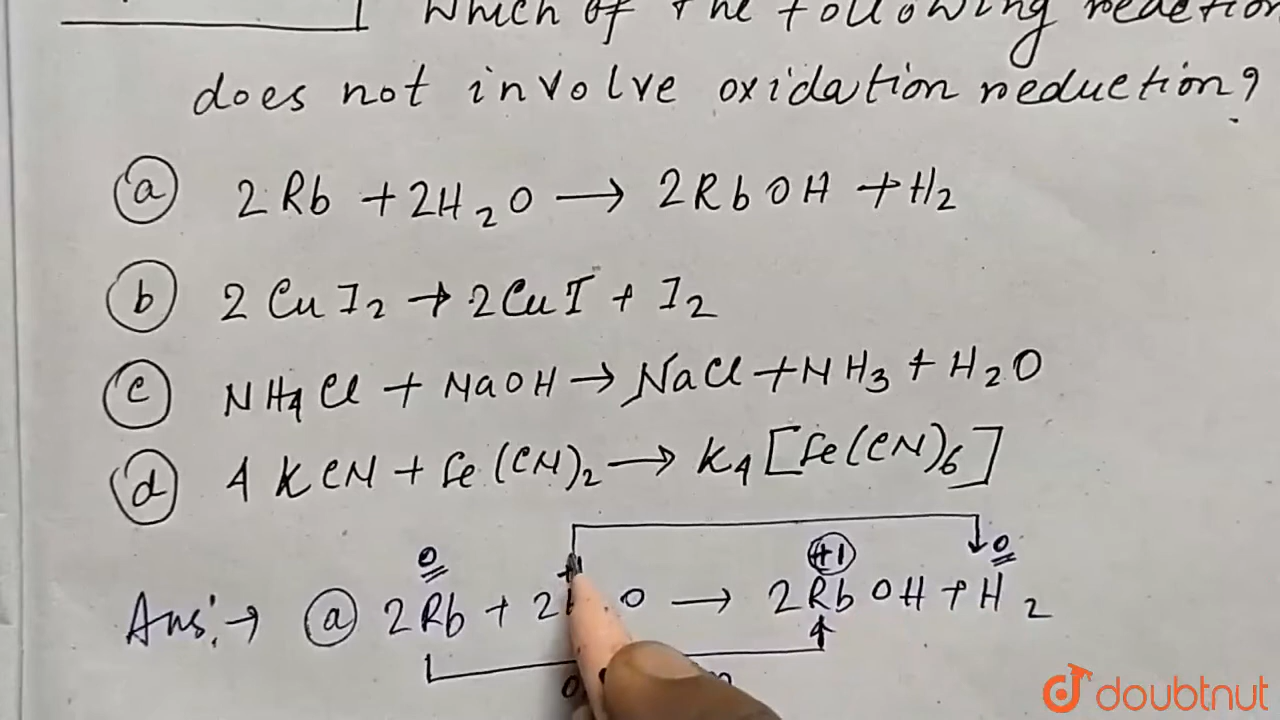 Which of the following reaction
does not involve oxidation reduction?
(a) 2Rb + 2H2O → 2RbOH + H2
(b) 2CuI2 → 2CuI + I2
(c) NH4Cl + NaOH → NaCl + NH3 + H2O
(d) 4KCN + Fe(CN)2 → K4[Fe(CN)6]
0 +1 0
Ans:→ (a) 2Rb + 2 O → 2RbOH + H2
doubtnut